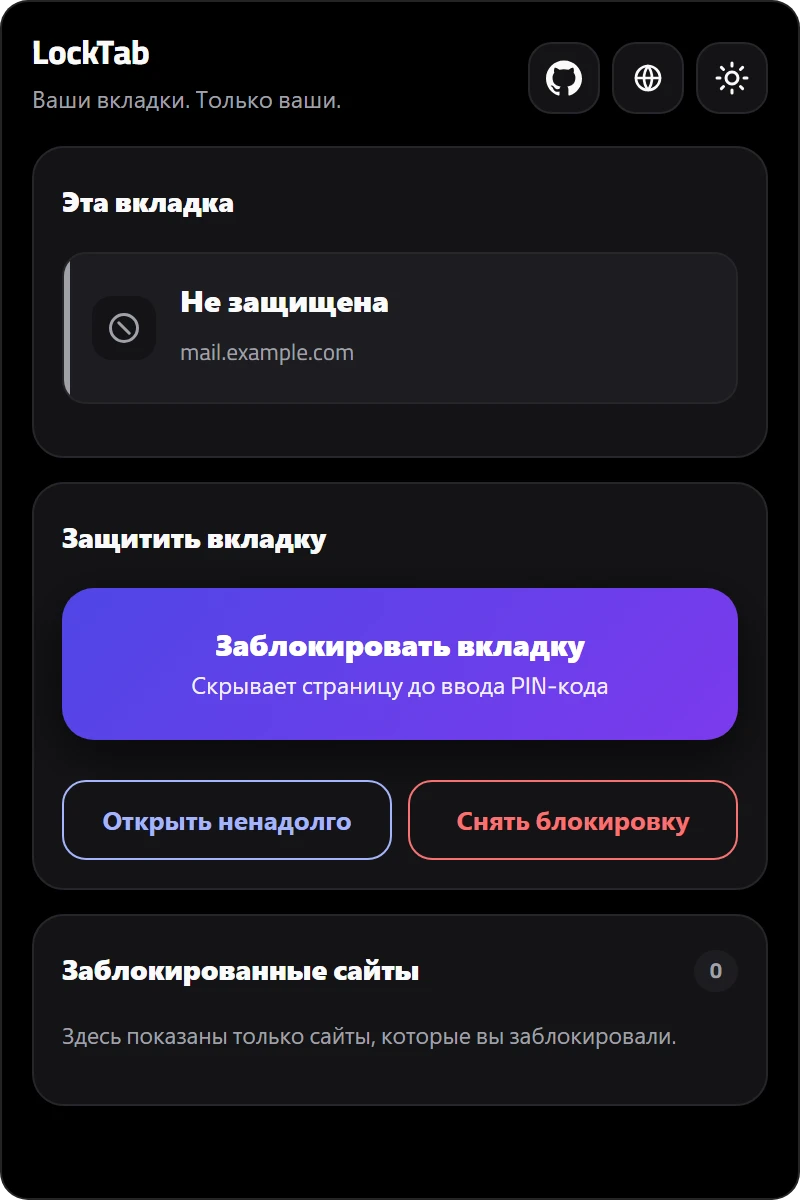 LockTab
Ваши вкладки. Только ваши.
Эта вкладка
Не защищена
mail.example.com
Защитить вкладку
Заблокировать вкладку
Скрывает страницу до ввода PIN-кода
Открыть ненадолго
Снять блокировку
Заблокированные сайты
0
Здесь показаны только сайты, которые вы заблокировали.